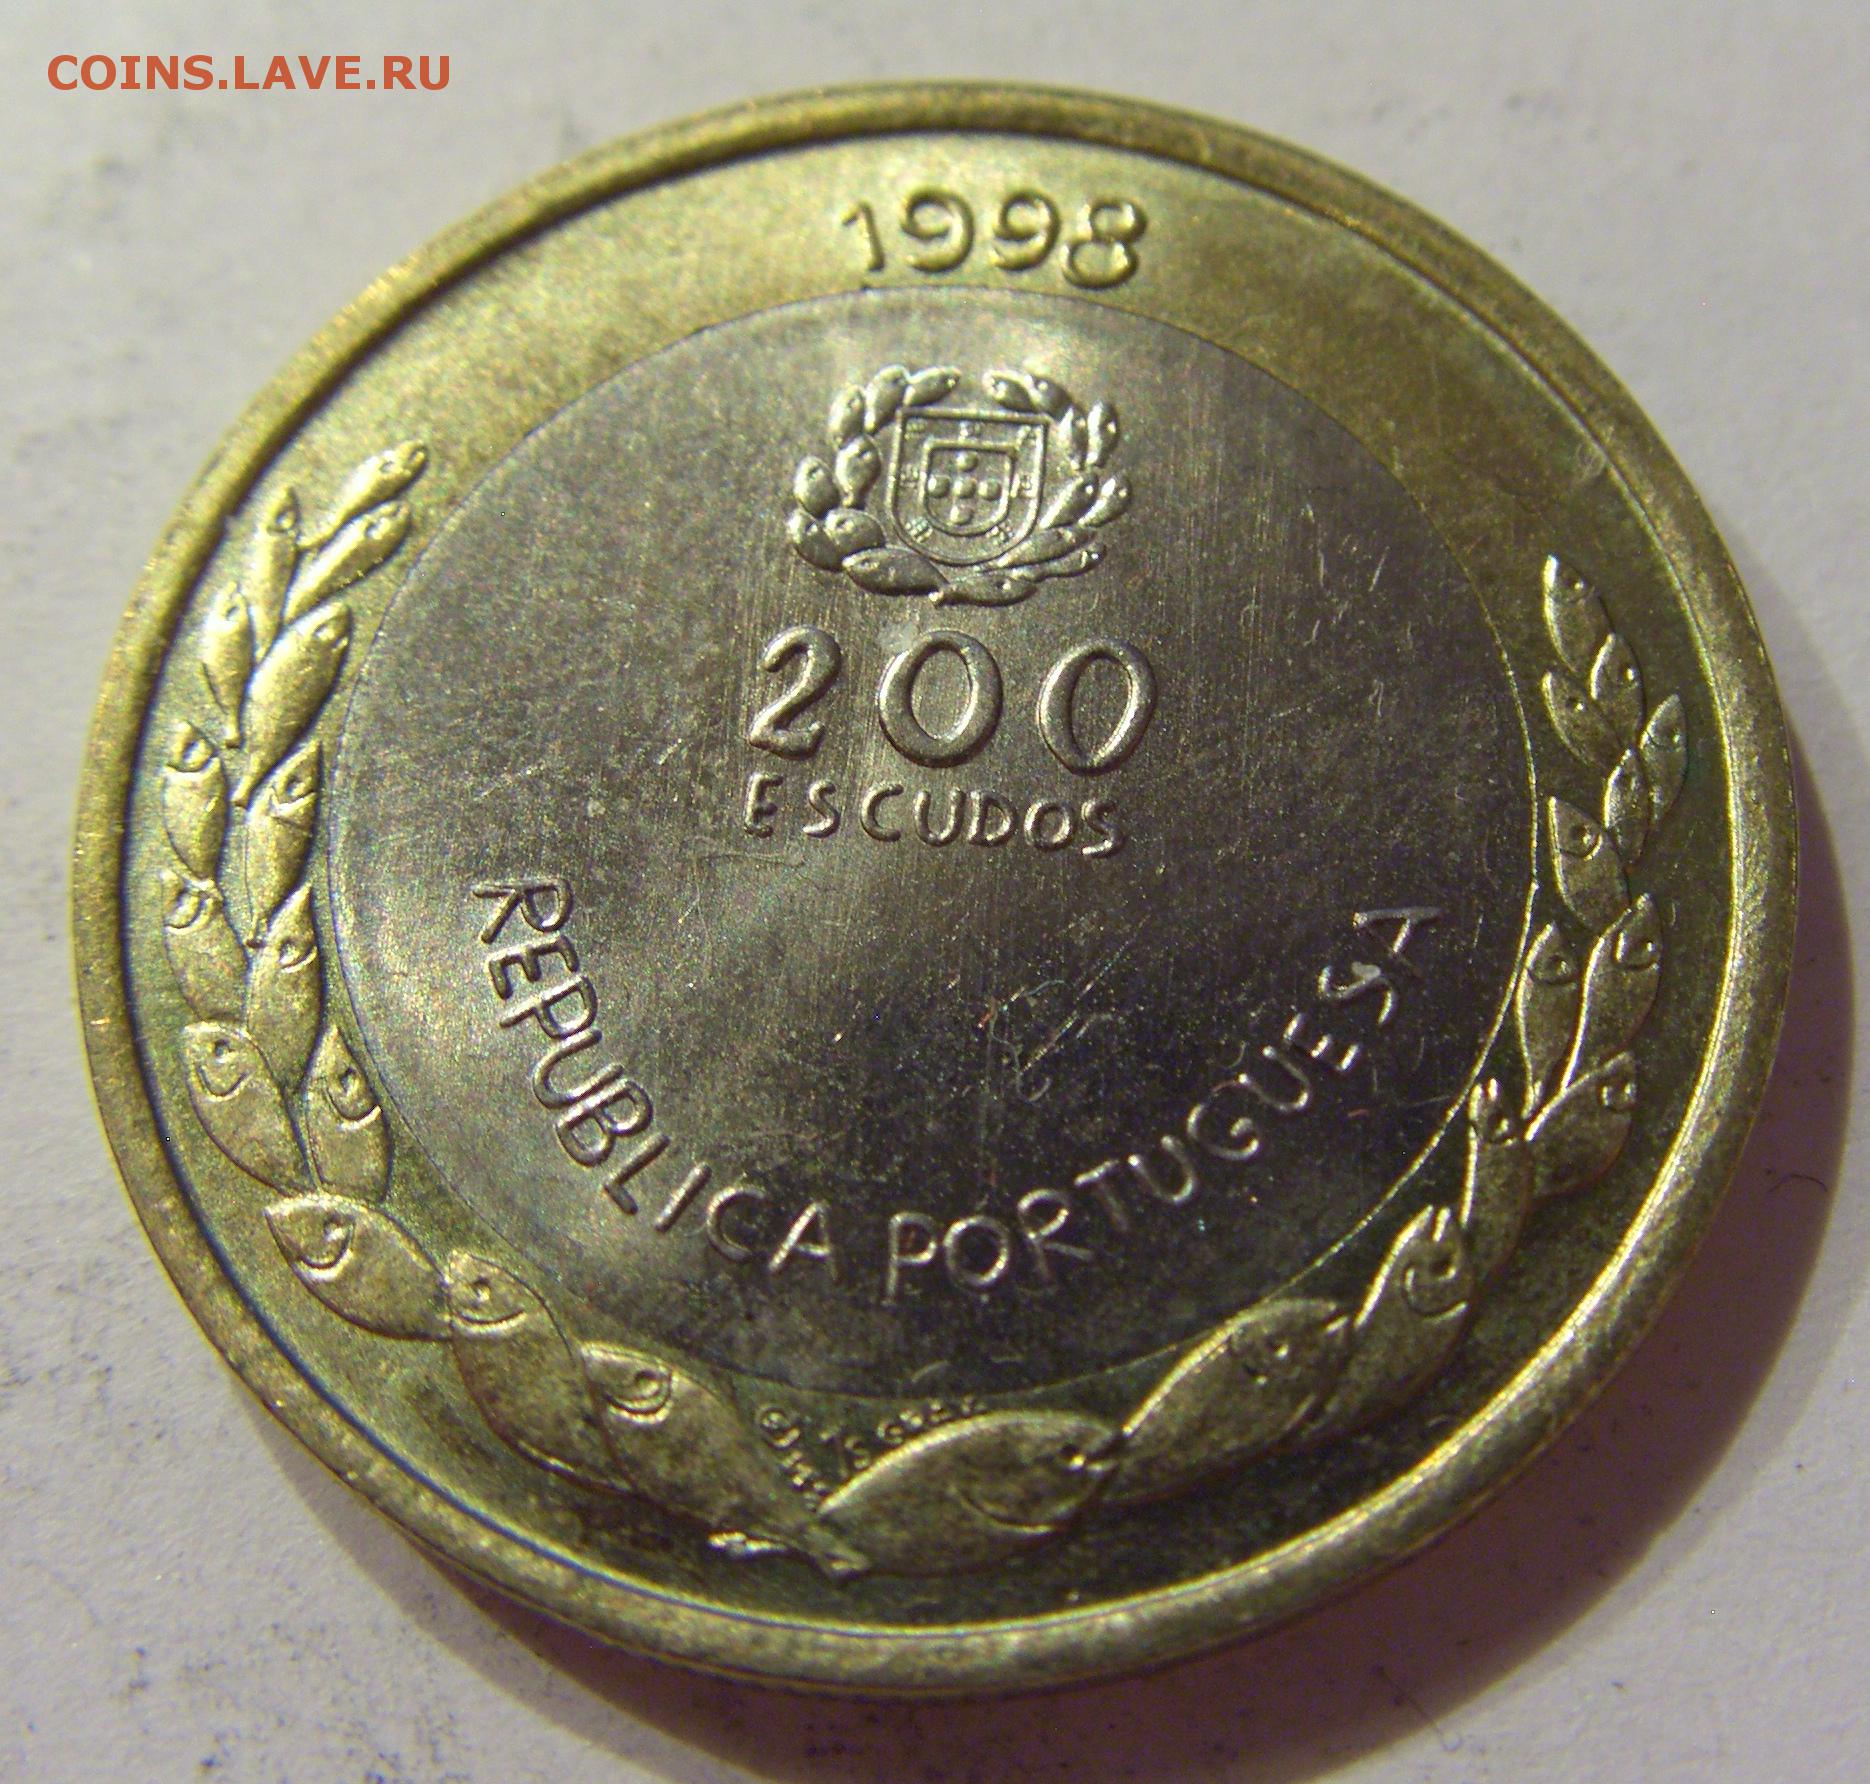 COINS.LAVE.RU
1998
200
ESCUDOS
REPUBLICA PORTUGUESA